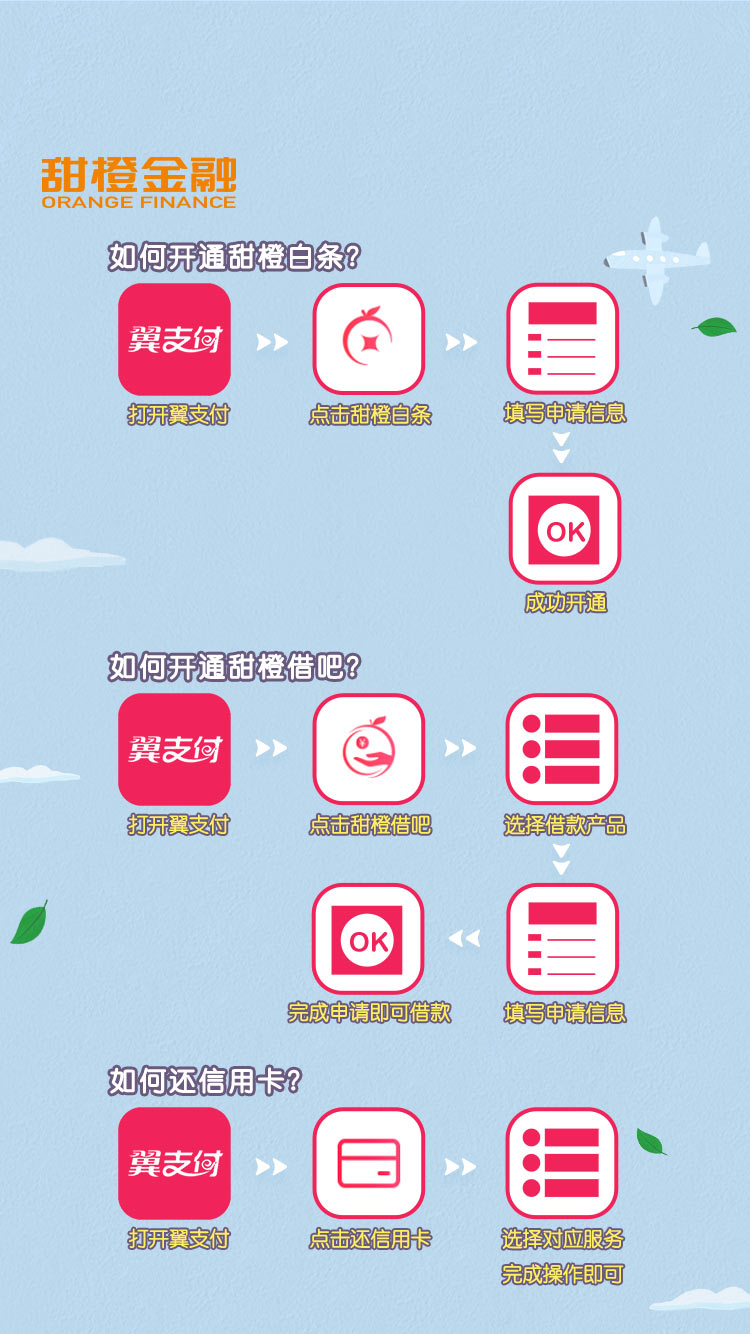 甜橙金融
ORANGE FINANCE
如何开通甜橙白条?
翼支付
打开翼支付
点击甜橙白条
填写申请信息
OK
成功开通
如何开通甜橙借吧?
翼支付
¥
打开翼支付
点击甜橙借吧
选择借款产品
OK
完成申请即可借款
填写申请信息
如何还信用卡?
翼支付
打开翼支付
点击还信用卡
选择对应服务
完成操作即可